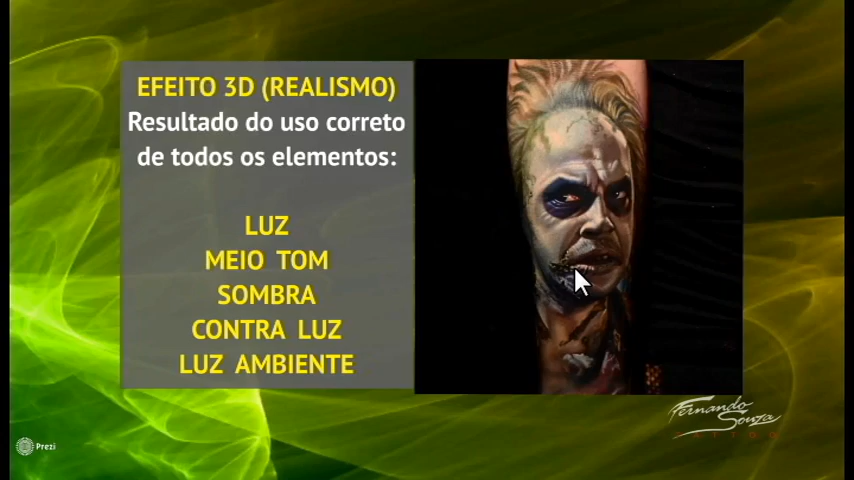 EFEITO 3D (REALISMO)
Resultado do uso correto
de todos os elementos:
LUZ
MEIO TOM
SOMBRA
CONTRA LUZ
LUZ AMBIENTE
Fernando
Souza
TATTOO
Prezi